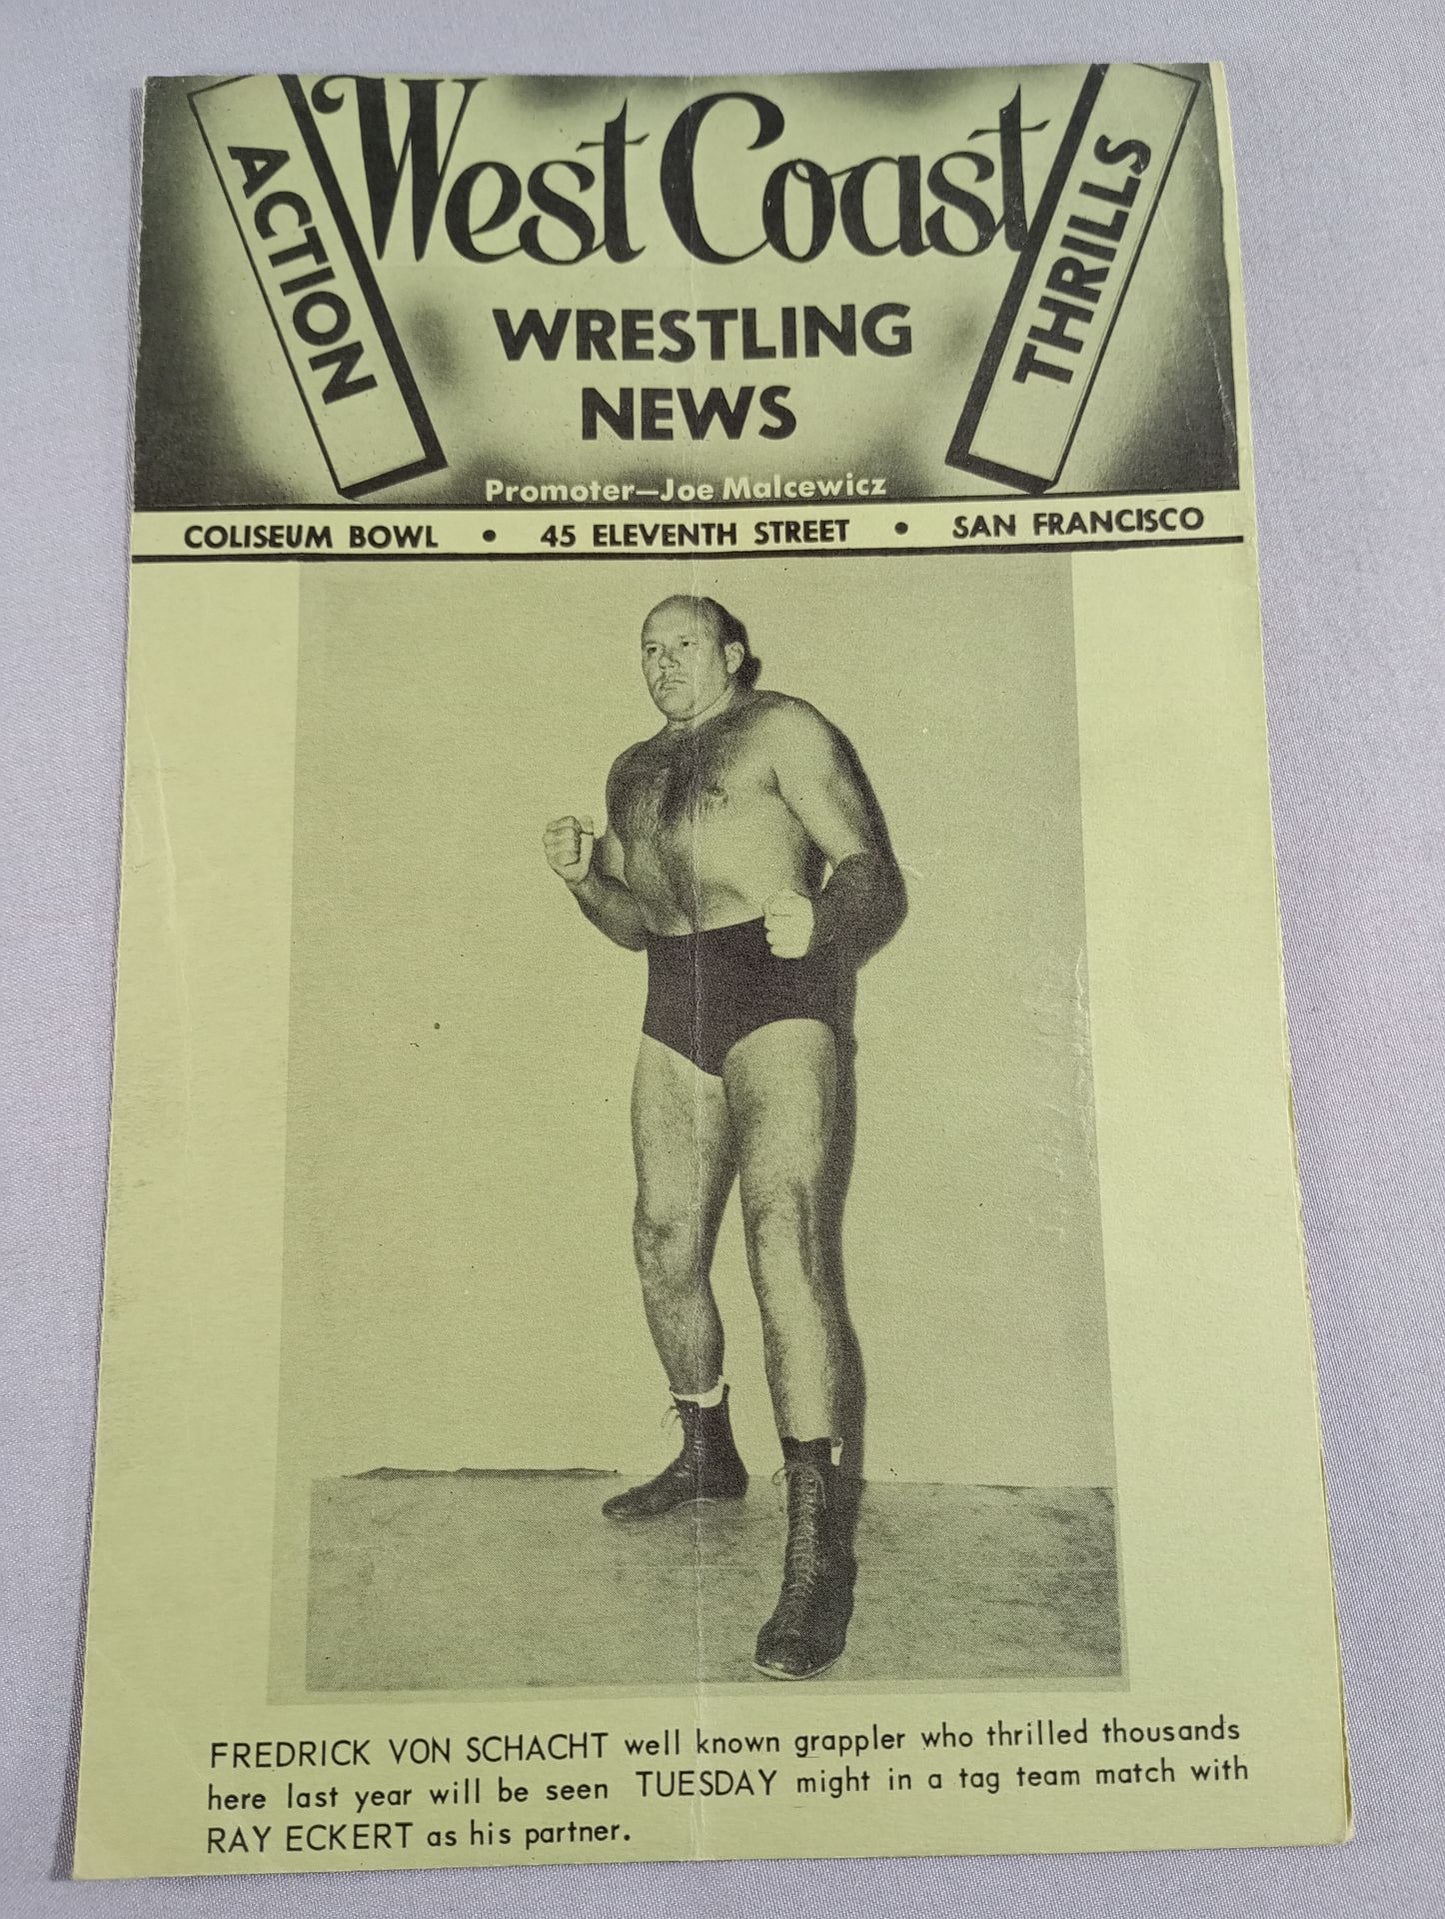 ACTION
West Coast
THRILLS
WRESTLING
NEWS
Promoter—Joe Malcewicz
COLISEUM BOWL • 45 ELEVENTH STREET • SAN FRANCISCO
FREDRICK VON SCHACHT well known grappler who thrilled thousands
here last year will be seen TUESDAY might in a tag team match with
RAY ECKERT as his partner.